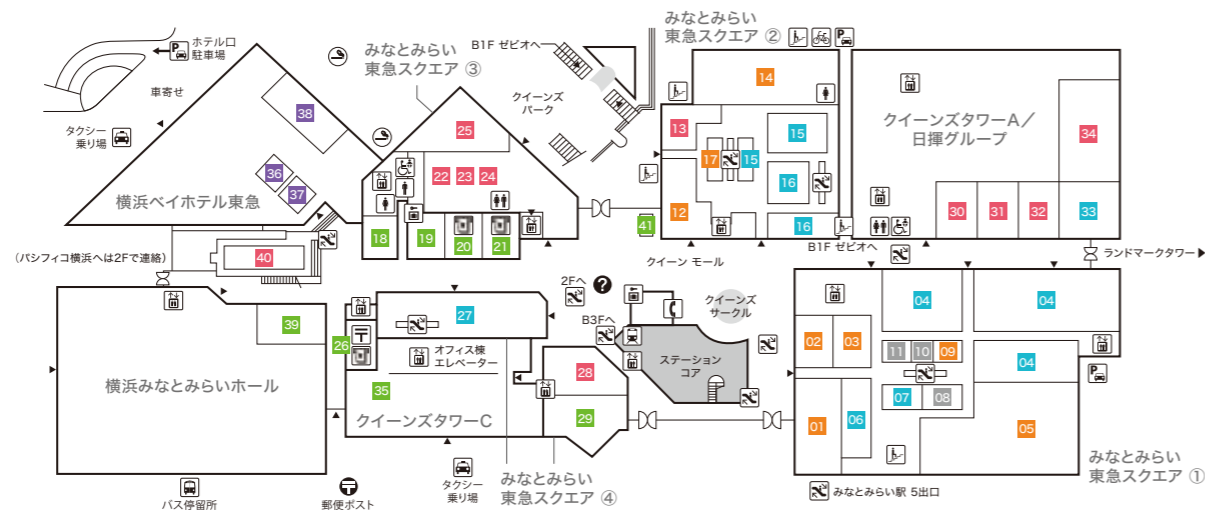 ホテル口
駐車場
車寄せ
タクシー
乗り場
横浜ベイホテル東急
38
36
37
(パシフィコ横浜へは2Fで連絡)
40
みなとみらい
東急スクエア ③
25
22 23 24
18
19
20
21
B1F ゼビオへ
クイーンズ
パーク
みなとみらい
東急スクエア ②
14
13
17
15
15
16
12
16
41
B1F ゼビオへ
クイーンズタワーA／
日揮グループ
34
30
31
32
33
ランドマークタワー
クイーン モール
横浜みなとみらいホール
39
バス停留所
郵便ポスト
26
27
オフィス棟
エレベーター
35
クイーンズタワーC
タクシー
乗り場
28
29
みなとみらい
東急スクエア ④
2Fへ
?
B3Fへ
クイーンズ
サークル
ステーション
コア
04
04
02
03
11
10
09
04
07
08
01
06
05
みなとみらい
東急スクエア ①
みなとみらい駅 5出口
P
P
P